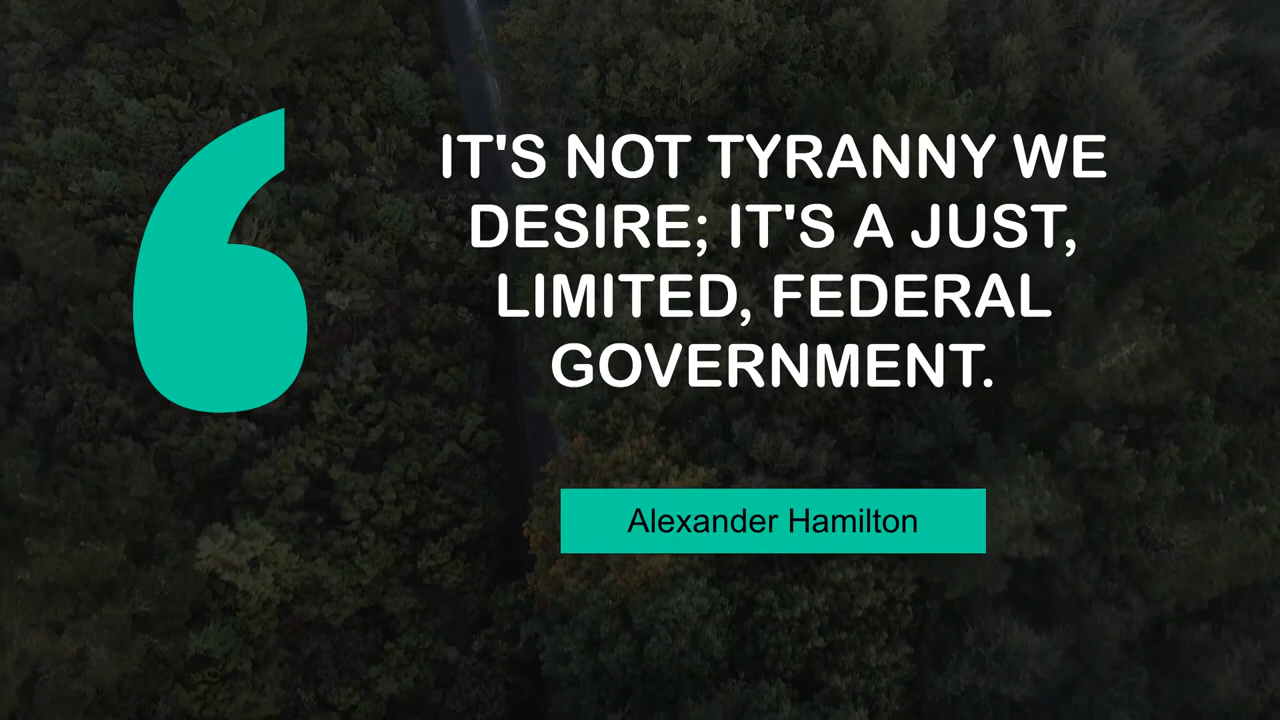 IT'S NOT TYRANNY WE
DESIRE; IT'S A JUST,
LIMITED, FEDERAL
GOVERNMENT.
Alexander Hamilton